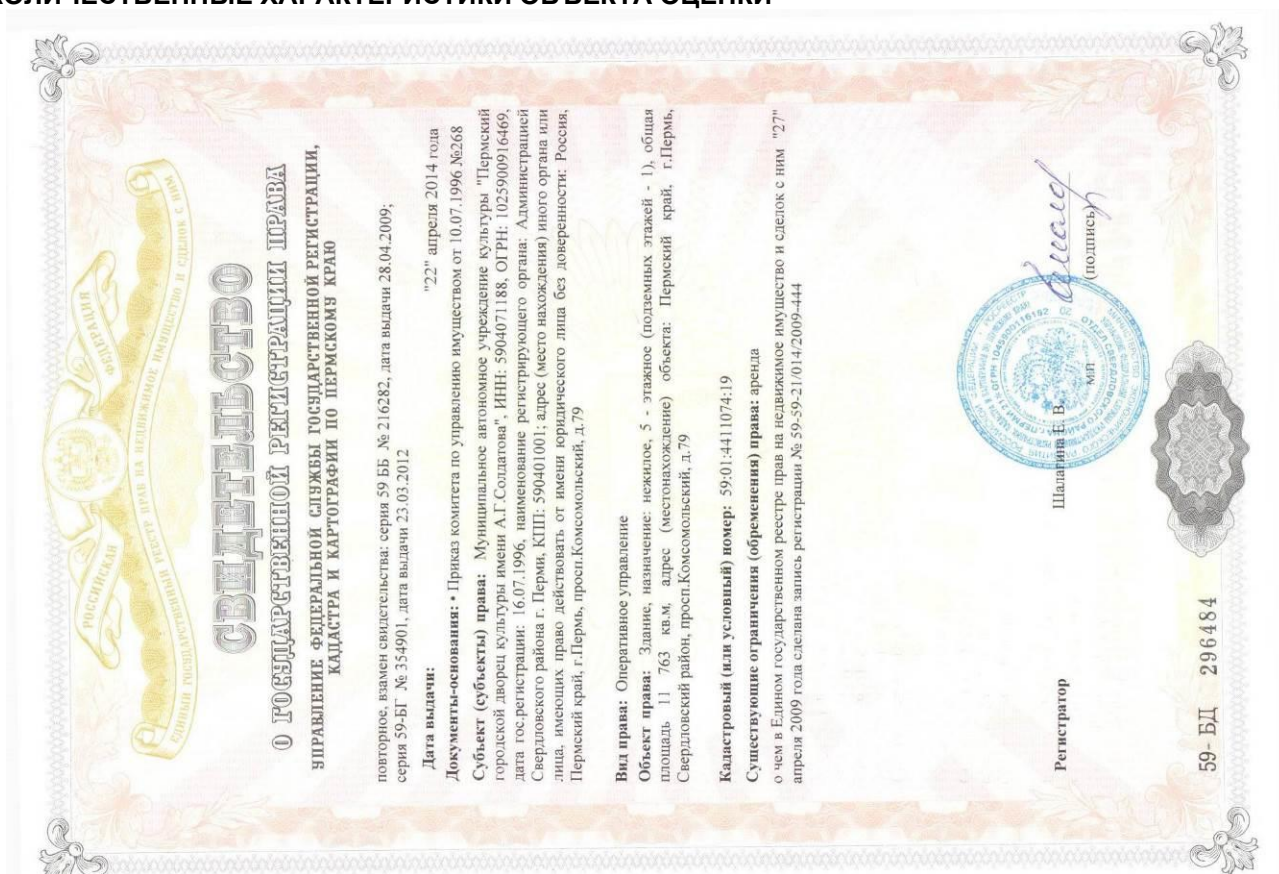 КОЛИЧЕСТВЕННЫЕ ХАРАКТЕРИСТИКИ ОБЪЕКТА ОЦЕНКИ
РОССИЙСКАЯ ФЕДЕРАЦИЯ
ЕДИНЫЙ ГОСУДАРСТВЕННЫЙ РЕЕСТР ПРАВ НА НЕДВИЖИМОЕ ИМУЩЕСТВО И СДЕЛОК С НИМ
СВИДЕТЕЛЬСТВО
О ГОСУДАРСТВЕННОЙ РЕГИСТРАЦИИ ПРАВА
УПРАВЛЕНИЕ ФЕДЕРАЛЬНОЙ СЛУЖБЫ ГОСУДАРСТВЕННОЙ РЕГИСТРАЦИИ,
КАДАСТРА И КАРТОГРАФИИ ПО ПЕРМСКОМУ КРАЮ
повторное, взамен свидетельства: серия 59 ББ № 216282, дата выдачи 28.04.2009;
серия 59-БГ № 354901, дата выдачи 23.03.2012
Дата выдачи: "22" апреля 2014 года
Документы-основания: • Приказ комитета по управлению имуществом от 10.07.1996 №268
Субъект (субъекты) права: Муниципальное автономное учреждение культуры "Пермский
городской дворец культуры имени А.Г.Солдатова", ИНН: 5904071188, ОГРН: 1025900916469,
дата гос.регистрации: 16.07.1996, наименование регистрирующего органа: Администрацией
Свердловского района г. Перми, КПП: 590401001; адрес (место нахождения) иного органа или
лица, имеющих право действовать от имени юридического лица без доверенности: Россия,
Пермский край, г.Пермь, просп.Комсомольский, д.79
Вид права: Оперативное управление
Объект права: Здание, назначение: нежилое, 5 - этажное (подземных этажей - 1), общая
площадь 11 763 кв.м, адрес (местонахождение) объекта: Пермский край, г.Пермь,
Свердловский район, просп.Комсомольский, д.79
Кадастровый (или условный) номер: 59:01:4411074:19
Существующие ограничения (обременения) права: аренда
о чем в Едином государственном реестре прав на недвижимое имущество и сделок с ним "27"
апреля 2009 года сделана запись регистрации № 59-59-21/014/2009-444
Регистратор Шалагина Е. В.
МП
(подпись)
59- БД 296484